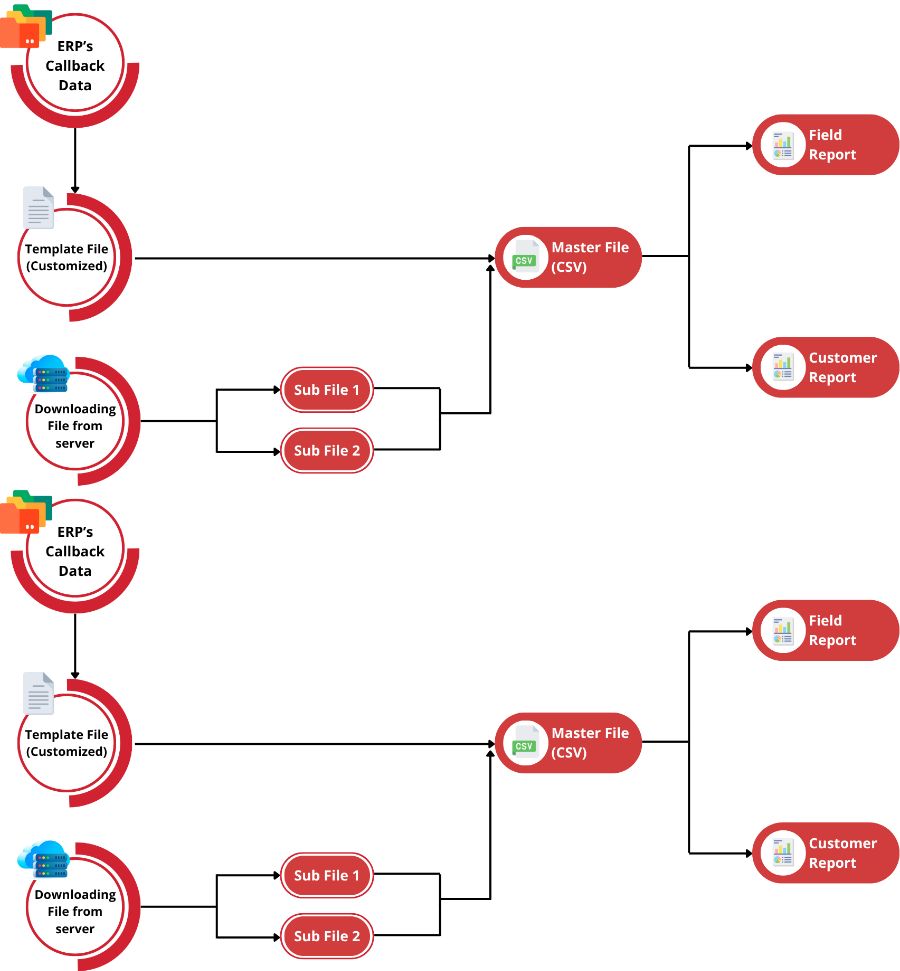 ERP's
Callback
Data
Field
Report
Template File
(Customized)
CSV
Master File
(CSV)
Customer
Report
Downloading
File from
server
Sub File 1
Sub File 2
ERP's
Callback
Data
Field
Report
Template File
(Customized)
CSV
Master File
(CSV)
Customer
Report
Downloading
File from
server
Sub File 1
Sub File 2